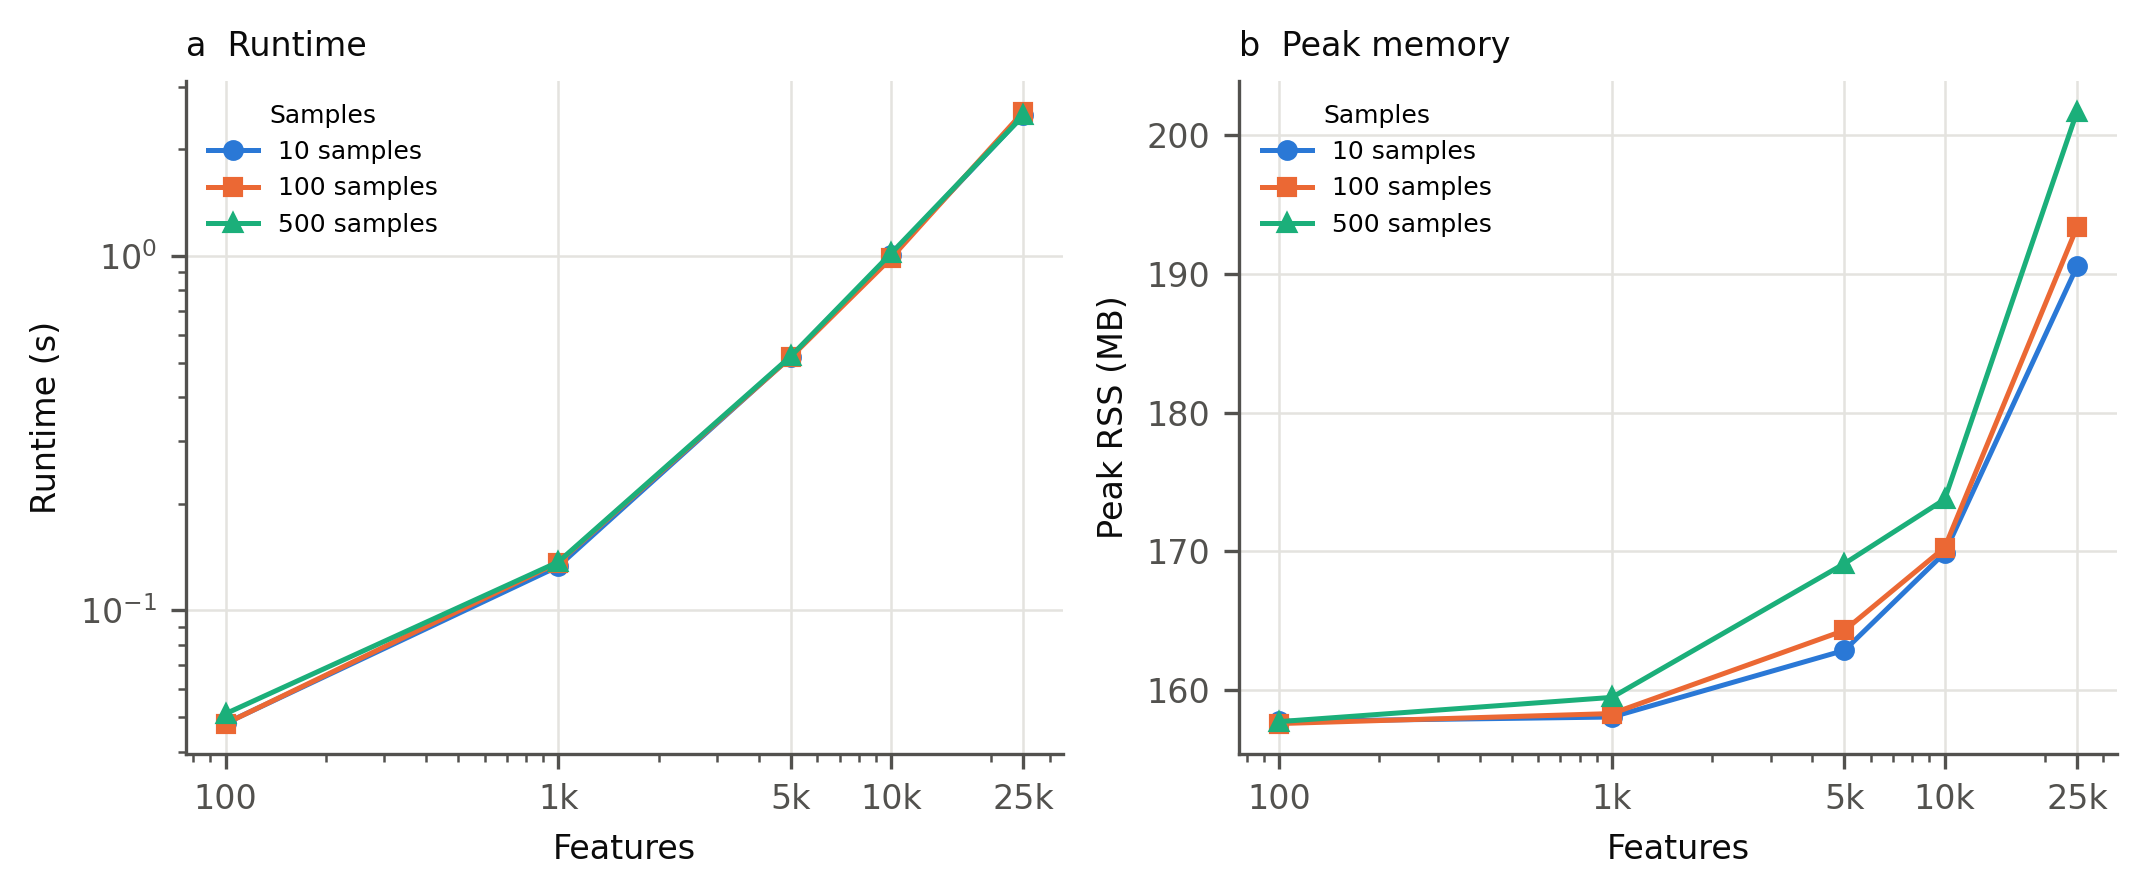 a Runtime
Samples
10 samples
100 samples
500 samples
10⁰
10⁻¹
Runtime (s)
100 1k 5k 10k 25k
Features
b Peak memory
Samples
10 samples
100 samples
500 samples
200
190
180
170
160
Peak RSS (MB)
100 1k 5k 10k 25k
Features